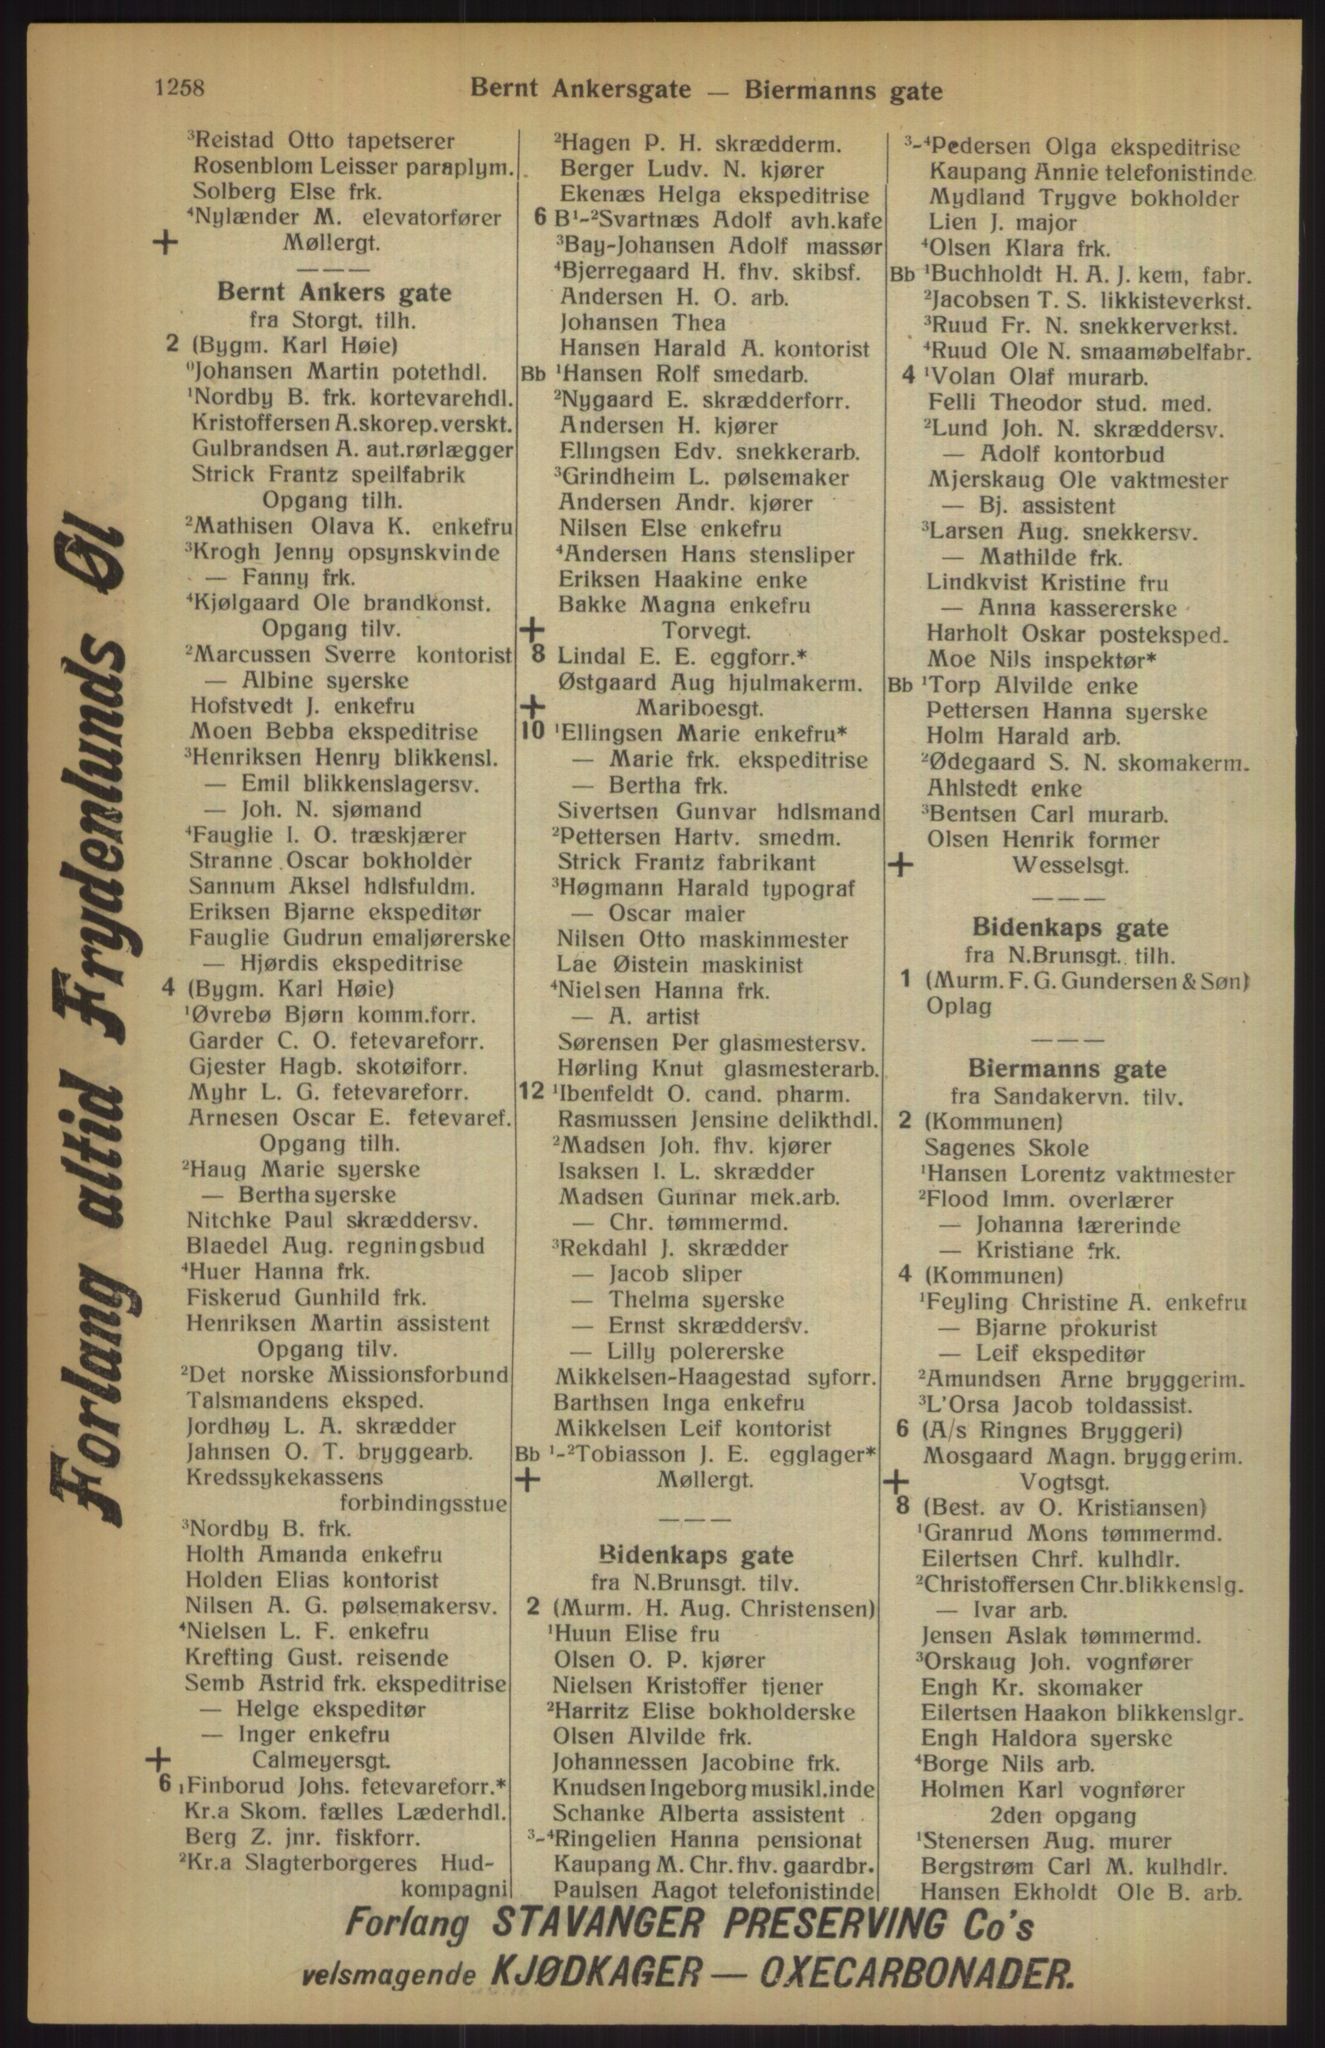 1258
Bernt Ankersgate — Biermanns gate
Forlang altid Frydenlunds Øl
³Reistad Otto tapetserer
Rosenblom Leisser paraplym.
Solberg Else frk.
⁴Nylænder M. elevatorfører
+ Møllergt.
———
Bernt Ankers gate
fra Storgt. tilh.
2 (Bygm. Karl Høie)
⁰Johansen Martin potethdl.
¹Nordby B. frk. kortevarehdl.
Kristoffersen A.skorep.verskt.
Gulbrandsen A. aut.rørlægger
Strick Frantz speilfabrik
Opgang tilh.
²Mathisen Olava K. enkefru
³Krogh Jenny opsynskvinde
— Fanny frk.
⁴Kjølgaard Ole brandkonst.
Opgang tilv.
²Marcussen Sverre kontorist
— Albine syerske
Hofstvedt J. enkefru
Moen Bebba ekspeditrise
³Henriksen Henry blikkensl.
— Emil blikkenslagersv.
— Joh. N. sjømand
⁴Fauglie I. O. træskjærer
Stranne Oscar bokholder
Sannum Aksel hdlsfuldm.
Eriksen Bjarne ekspeditør
Fauglie Gudrun emaljørerske
— Hjørdis ekspeditrise
4 (Bygm. Karl Høie)
¹Øvrebø Bjørn komm.forr.
Garder C. O. fetevareforr.
Gjester Hagb. skotøiforr.
Myhr L. G. fetevareforr.
Arnesen Oscar E. fetevaref.
Opgang tilh.
²Haug Marie syerske
— Bertha syerske
Nitchke Paul skræddersv.
Blaedel Aug. regningsbud
⁴Huer Hanna frk.
Fiskerud Gunhild frk.
Henriksen Martin assistent
Opgang tilv.
²Det norske Missionsforbund
Talsmandens eksped.
Jordhøy L. A. skrædder
Jahnsen O. T. bryggearb.
Kredssykekassens
forbindingsstue
³Nordby B. frk.
Holth Amanda enkefru
Holden Elias kontorist
Nilsen A. G. pølsemakersv.
⁴Nielsen L. F. enkefru
Krefting Gust. reisende
Semb Astrid frk. ekspeditrise
— Helge ekspeditør
— Inger enkefru
+ Calmeyersgt.
6 ¹Finborud Johs. fetevareforr.*
Kr.a Skom. fælles Læderhdl.
Berg Z. jnr. fiskforr.
²Kr.a Slagterborgeres Hud-
kompagni
²Hagen P. H. skrædderm.
Berger Ludv. N. kjører
Ekenæs Helga ekspeditrise
6 B¹-²Svartnæs Adolf avh.kafe
³Bay-Johansen Adolf massør
⁴Bjerregaard H. fhv. skibsf.
Andersen H. O. arb.
Johansen Thea
Hansen Harald A. kontorist
Bb ¹Hansen Rolf smedarb.
²Nygaard E. skrædderforr.
Andersen H. kjører
Ellingsen Edv. snekkerarb.
³Grindheim L. pølsemaker
Andersen Andr. kjører
Nilsen Else enkefru
⁴Andersen Hans stensliper
Eriksen Haakine enke
Bakke Magna enkefru
+ Torvegt.
8 Lindal E. E. eggforr.*
Østgaard Aug hjulmakerm.
+ Mariboesgt.
10 ¹Ellingsen Marie enkefru*
— Marie frk. ekspeditrise
— Bertha frk.
Sivertsen Gunvar hdlsmand
²Pettersen Hartv. smedm.
Strick Frantz fabrikant
³Høgmann Harald typograf
— Oscar maler
Nilsen Otto maskinmester
Lae Øistein maskinist
⁴Nielsen Hanna frk.
— A. artist
Sørensen Per glasmestersv.
Hørling Knut glasmesterarb.
12 ¹Ibenfeldt O. cand. pharm.
Rasmussen Jensine delikthdl.
²Madsen Joh. fhv. kjører
Isaksen I. L. skrædder
Madsen Gunnar mek.arb.
— Chr. tømmermd.
³Rekdahl J. skrædder
— Jacob sliper
— Thelma syerske
— Ernst skræddersv.
— Lilly polererske
Mikkelsen-Haagestad syforr.
Barthsen Inga enkefru
Mikkelsen Leif kontorist
Bb ¹-²Tobiasson J. E. egglager*
+ Møllergt.
———
Bidenkaps gate
fra N.Brunsgt. tilv.
2 (Murm. H. Aug. Christensen)
¹Huun Elise fru
Olsen O. P. kjører
Nielsen Kristoffer tjener
²Harritz Elise bokholderske
Olsen Alvilde frk.
Johannessen Jacobine frk.
Knudsen Ingeborg musikl.inde
Schanke Alberta assistent
³-⁴Ringelien Hanna pensionat
Kaupang M. Chr. fhv. gaardbr.
Paulsen Aagot telefonistinde
³-⁴Pedersen Olga ekspeditrise
Kaupang Annie telefonistinde
Mydland Trygve bokholder
Lien J. major
⁴Olsen Klara frk.
Bb ¹Buchholdt H. A. J. kem, fabr.
²Jacobsen T. S. likkisteverkst.
³Ruud Fr. N. snekkerverkst.
⁴Ruud Ole N. smaamøbelfabr.
4 ¹Volan Olaf murarb.
Felli Theodor stud. med.
²Lund Joh. N. skræddersv.
— Adolf kontorbud
Mjerskaug Ole vaktmester
— Bj. assistent
³Larsen Aug. snekkersv.
— Mathilde frk.
Lindkvist Kristine fru
— Anna kassererske
Harholt Oskar posteksped.
Moe Nils inspektør*
Bb ¹Torp Alvilde enke
Pettersen Hanna syerske
Holm Harald arb.
²Ødegaard S. N. skomakerm.
Ahlstedt enke
³Bentsen Carl murarb.
Olsen Henrik former
+ Wesselsgt.
———
Bidenkaps gate
fra N.Brunsgt. tilh.
1 (Murm. F. G. Gundersen & Søn)
Oplag
———
Biermanns gate
fra Sandakervn. tilv.
2 (Kommunen)
Sagenes Skole
¹Hansen Lorentz vaktmester
²Flood Imm. overlærer
— Johanna lærerinde
— Kristiane frk.
4 (Kommunen)
¹Feyling Christine A. enkefru
— Bjarne prokurist
— Leif ekspeditør
²Amundsen Arne bryggerim.
³L'Orsa Jacob toldassist.
6 (A/s Ringnes Bryggeri)
Mosgaard Magn. bryggerim.
+ Vogtsgt.
8 (Best. av O. Kristiansen)
¹Granrud Mons tømmermd.
Eilertsen Chrf. kulhdlr.
²Christoffersen Chr.blikkenslg.
— Ivar arb.
Jensen Aslak tømmermd.
³Orskaug Joh. vognfører
Engh Kr. skomaker
Eilertsen Haakon blikkenslgr.
Engh Haldora syerske
⁴Borge Nils arb.
Holmen Karl vognfører
2den opgang
¹Stenersen Aug. murer
Bergstrøm Carl M. kulhdlr.
Hansen Ekholdt Ole B. arb.
Forlang STAVANGER PRESERVING Co's
velsmagende KJØDKAGER — OXECARBONADER.